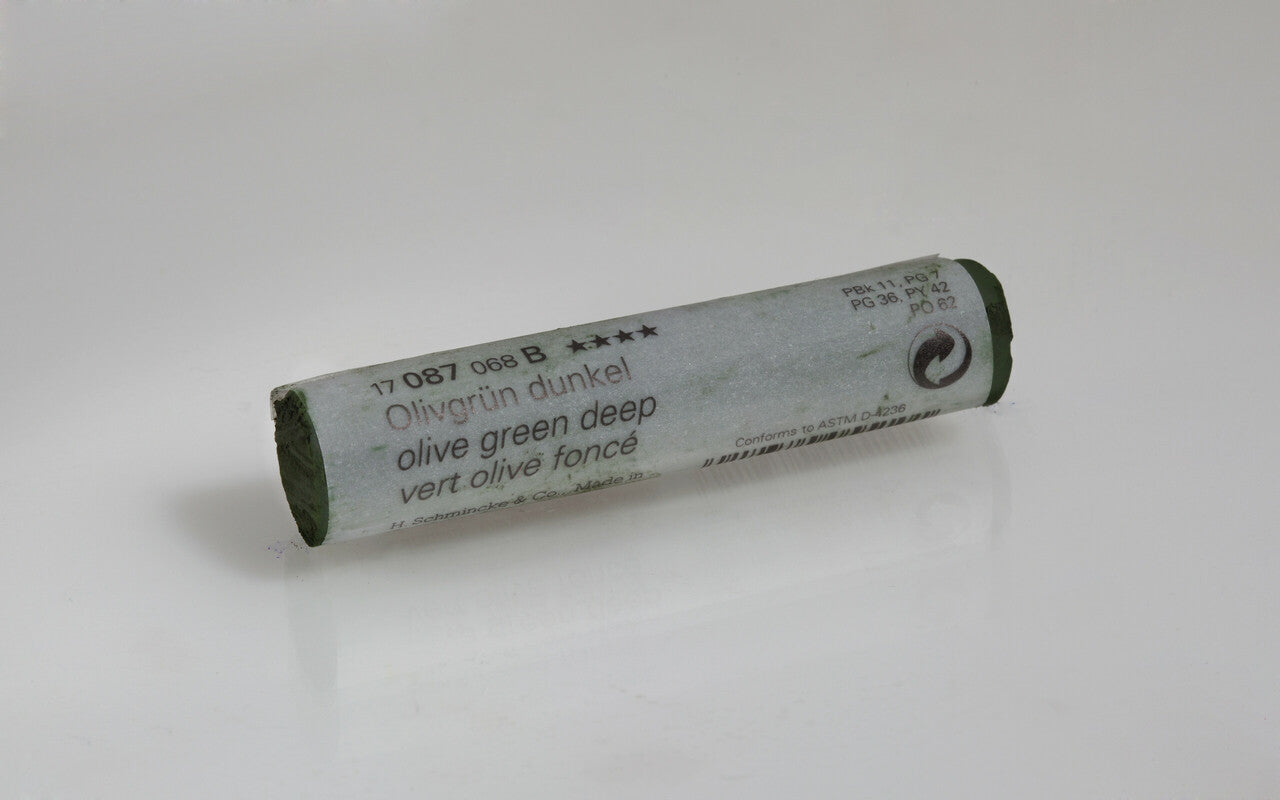 17 087 068 B ★★★★
Olivgrün dunkel
olive green deep
vert olive foncé
H. Schmincke & Co., Made in
PBk 11, PG 7
PG 36, PY 42
PO 62
Conforms to ASTM D-4236